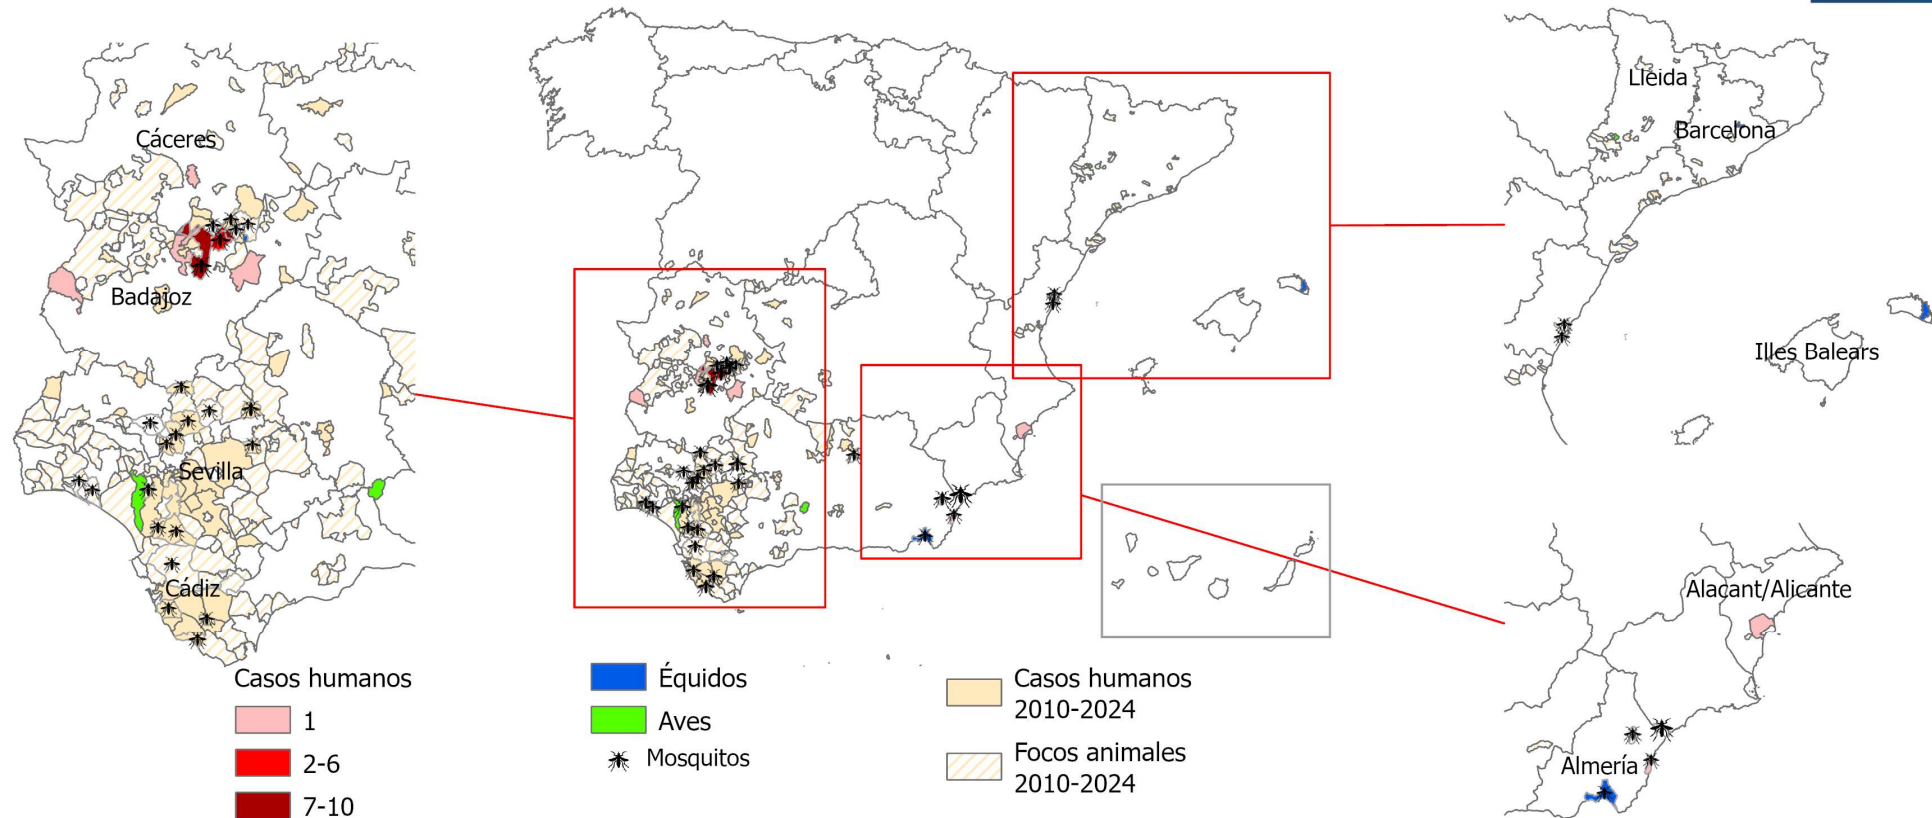 Cáceres
Badajoz
Sevilla
Cádiz
Lleida
Barcelona
Illes Balears
Alacant/Alicante
Almería
Casos humanos
1
2-6
7-10
Équidos
Aves
Mosquitos
Casos humanos
2010-2024
Focos animales
2010-2024